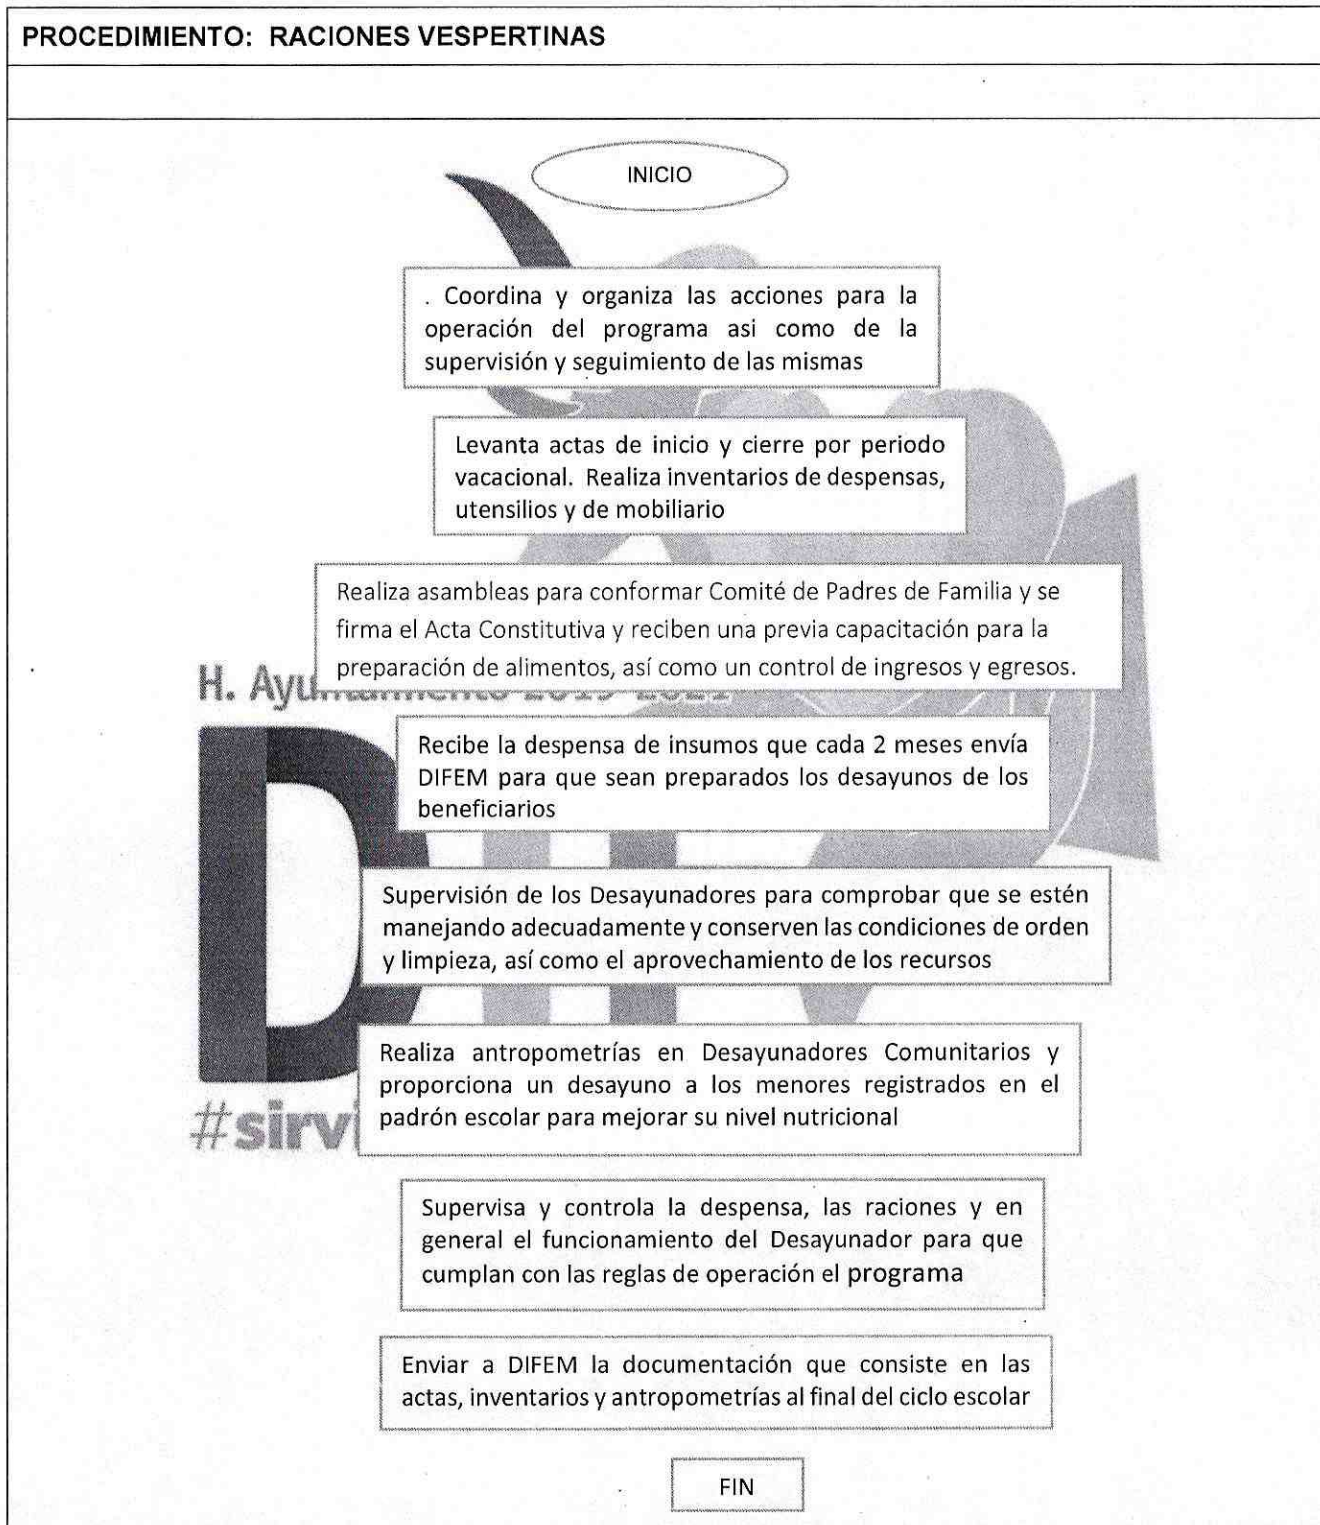 PROCEDIMIENTO: RACIONES VESPERTINAS
INICIO
. Coordina y organiza las acciones para la
operación del programa asi como de la
supervisión y seguimiento de las mismas
Levanta actas de inicio y cierre por periodo
vacacional. Realiza inventarios de despensas,
utensilios y de mobiliario
Realiza asambleas para conformar Comité de Padres de Familia y se
firma el Acta Constitutiva y reciben una previa capacitación para la
preparación de alimentos, así como un control de ingresos y egresos.
H. Ayuntamiento 2019-2021
Recibe la despensa de insumos que cada 2 meses envía
DIFEM para que sean preparados los desayunos de los
beneficiarios
DIF
Supervisión de los Desayunadores para comprobar que se estén
manejando adecuadamente y conserven las condiciones de orden
y limpieza, así como el aprovechamiento de los recursos
Realiza antropometrías en Desayunadores Comunitarios y
proporciona un desayuno a los menores registrados en el
padrón escolar para mejorar su nivel nutricional
#sirvi
Supervisa y controla la despensa, las raciones y en
general el funcionamiento del Desayunador para que
cumplan con las reglas de operación el programa
Enviar a DIFEM la documentación que consiste en las
actas, inventarios y antropometrías al final del ciclo escolar
FIN